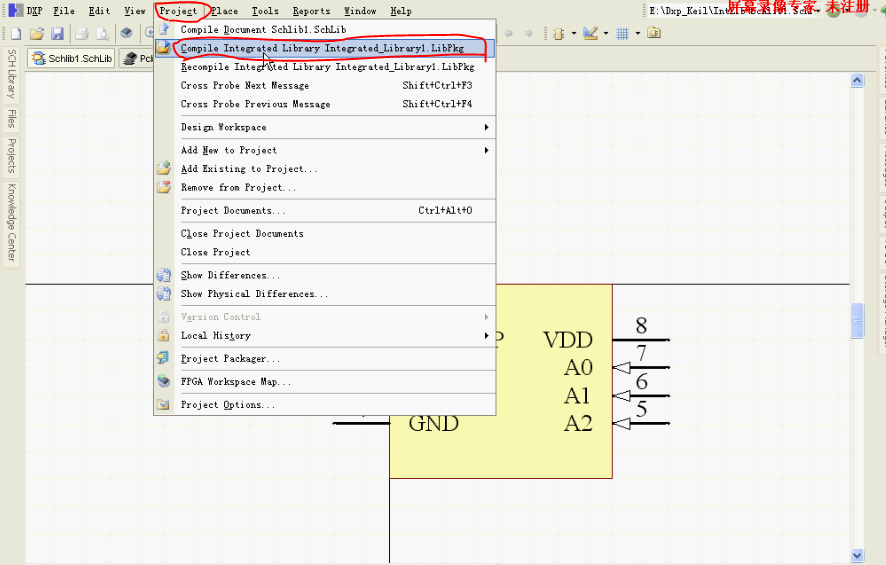 DXP File Edit View Project Place Tools Reports Window Help
屏幕录像专家 未注册
Schlib1.SchLib
SCH Library
Files
Projects
Knowledge Center
Compile Document Schlib1.SchLib
Compile Integrated Library Integrated_Library1.LibPkg
Recompile Integrated Library Integrated_Library1.LibPkg
Cross Probe Next Message Shift+Ctrl+F3
Cross Probe Previous Message Shift+Ctrl+F4
Design Workspace
Add New to Project
Add Existing to Project...
Remove from Project...
Project Documents... Ctrl+Alt+O
Close Project Documents
Close Project
Show Differences...
Show Physical Differences...
Version Control
Local History
Project Packager...
FPGA Workspace Map...
Project Options...
VDD 8
A0 7
A1 6
GND A2 5